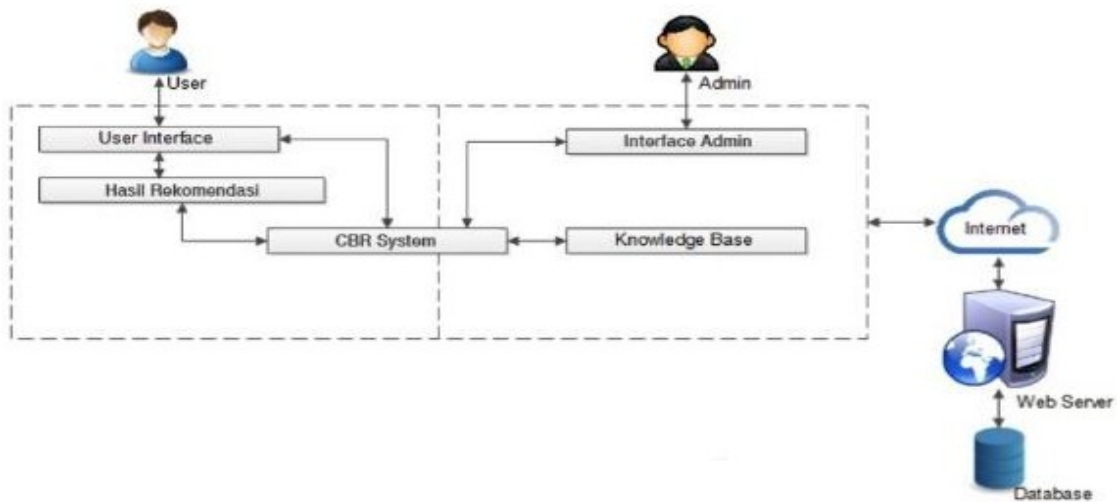 User
Admin
User Interface
Interface Admin
Hasil Rekomendasi
CBR System
Knowledge Base
Internet
Web Server
Database